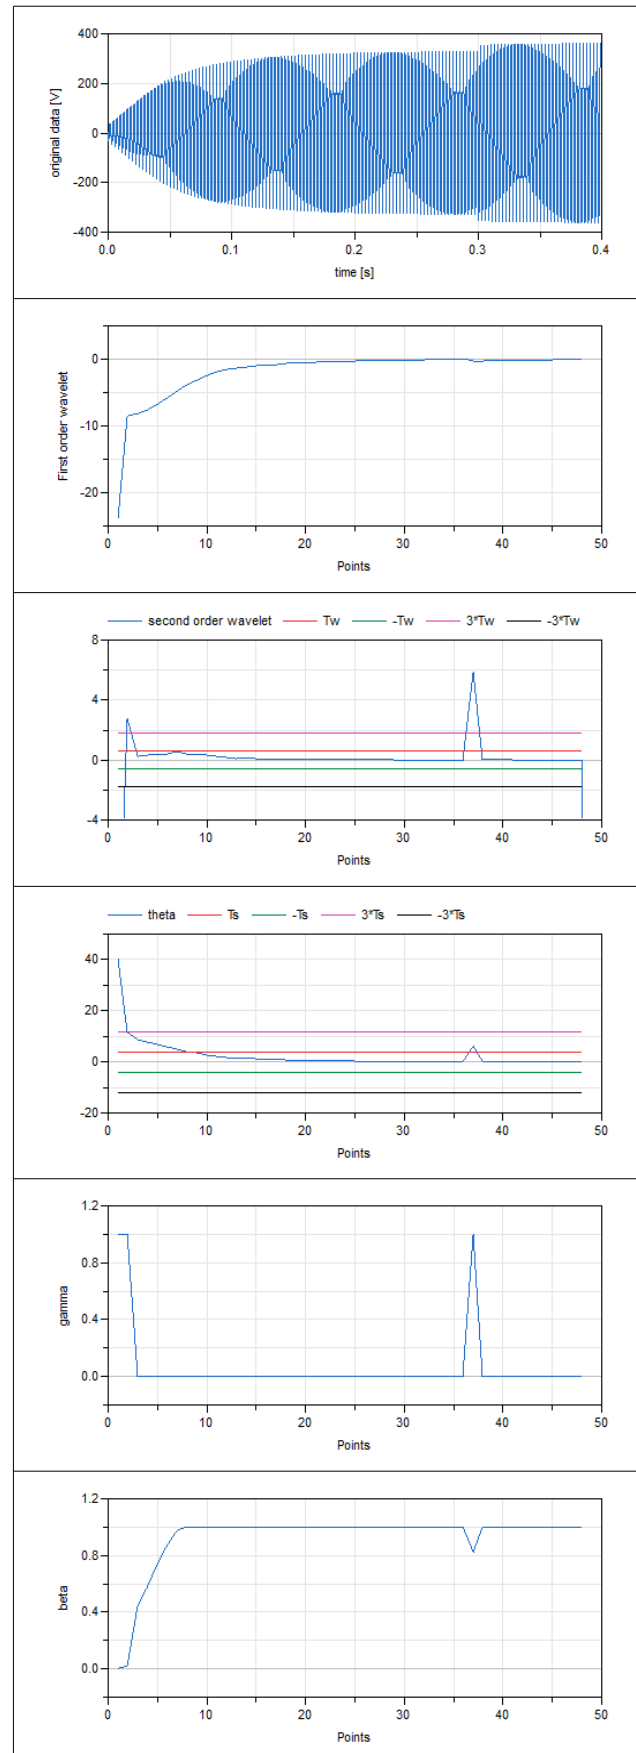 400
200
0
-200
-400
original data [V]
0.0 0.1 0.2 0.3 0.4
time [s]
0
-10
-20
First order wavelet
0 10 20 30 40 50
Points
second order wavelet Tw -Tw 3*Tw -3*Tw
8
4
0
-4
0 10 20 30 40 50
Points
theta Ts -Ts 3*Ts -3*Ts
40
20
0
-20
0 10 20 30 40 50
Points
1.2
0.8
0.4
0.0
gamma
0 10 20 30 40 50
Points
1.2
0.8
0.4
0.0
beta
0 10 20 30 40 50
Points